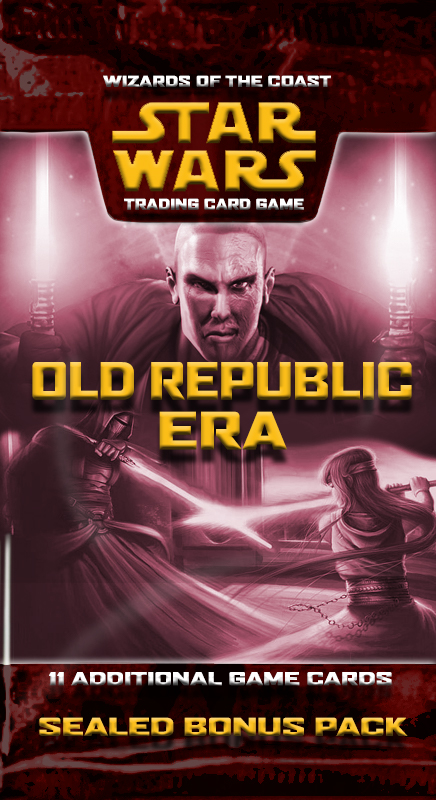 WIZARDS OF THE COAST
STAR
WARS
TRADING CARD GAME
OLD REPUBLIC
ERA
11 ADDITIONAL GAME CARDS
SEALED BONUS PACK